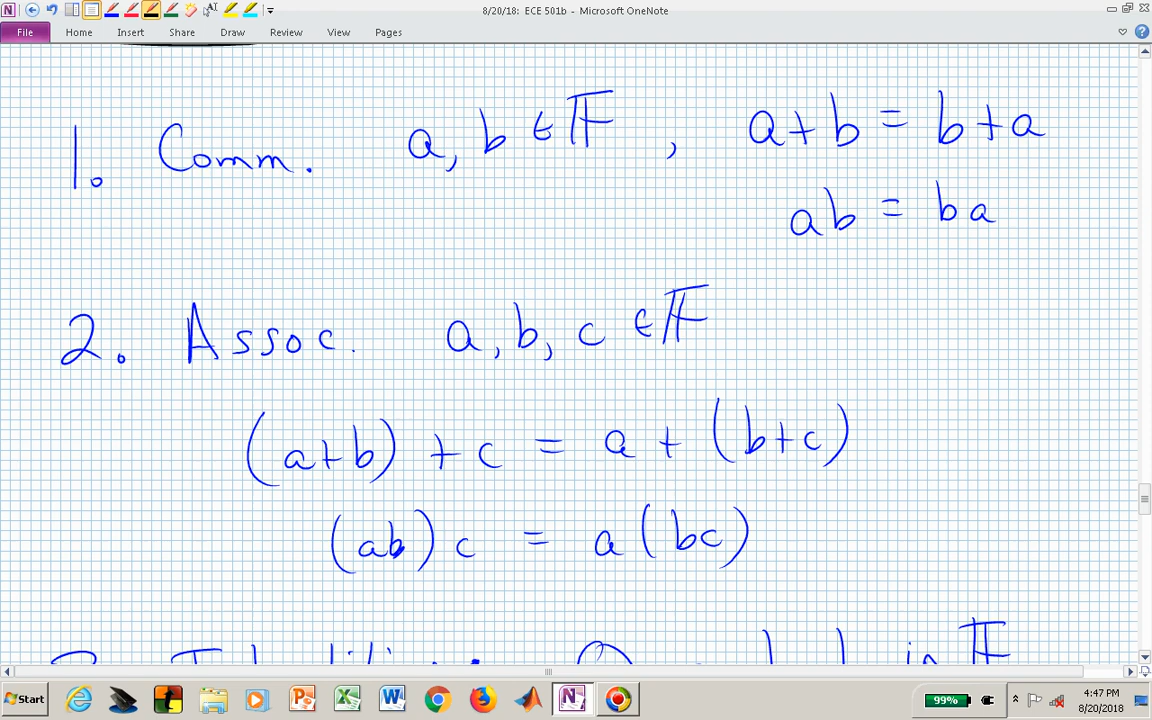 8/20/18: ECE 501b - Microsoft OneNote
File Home Insert Share Draw Review View Pages
1. Comm. a, b ∈ 𝔽, a+b = b+a
ab = ba
2. Assoc. a, b, c ∈ 𝔽
(a+b) + c = a + (b+c)
(ab) c = a (bc)
in 𝔽
Start
99%
4:47 PM
8/20/2018